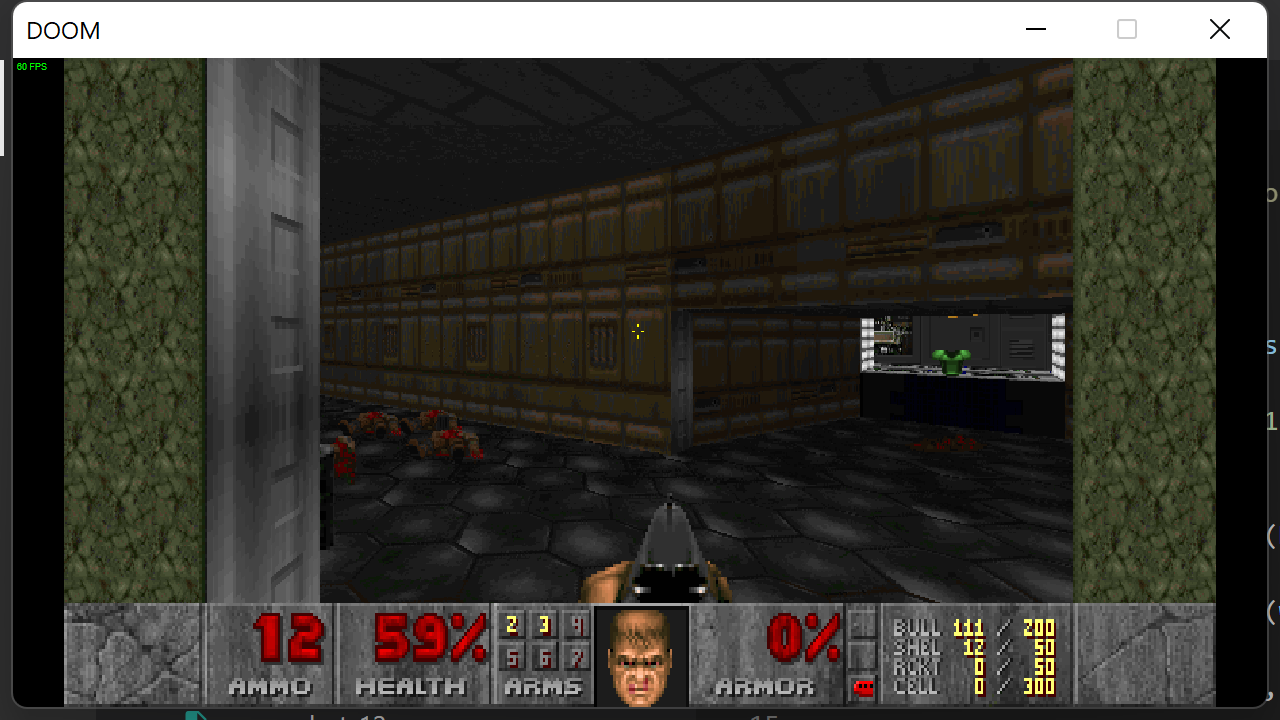 DOOM
60 FPS
12 59% 2 3 4 0% BULL 111 / 200
SHEL 12 / 50
5 6 7 RCKT 0 / 50
AMMO HEALTH ARMS ARMOR CELL 0 / 300
15